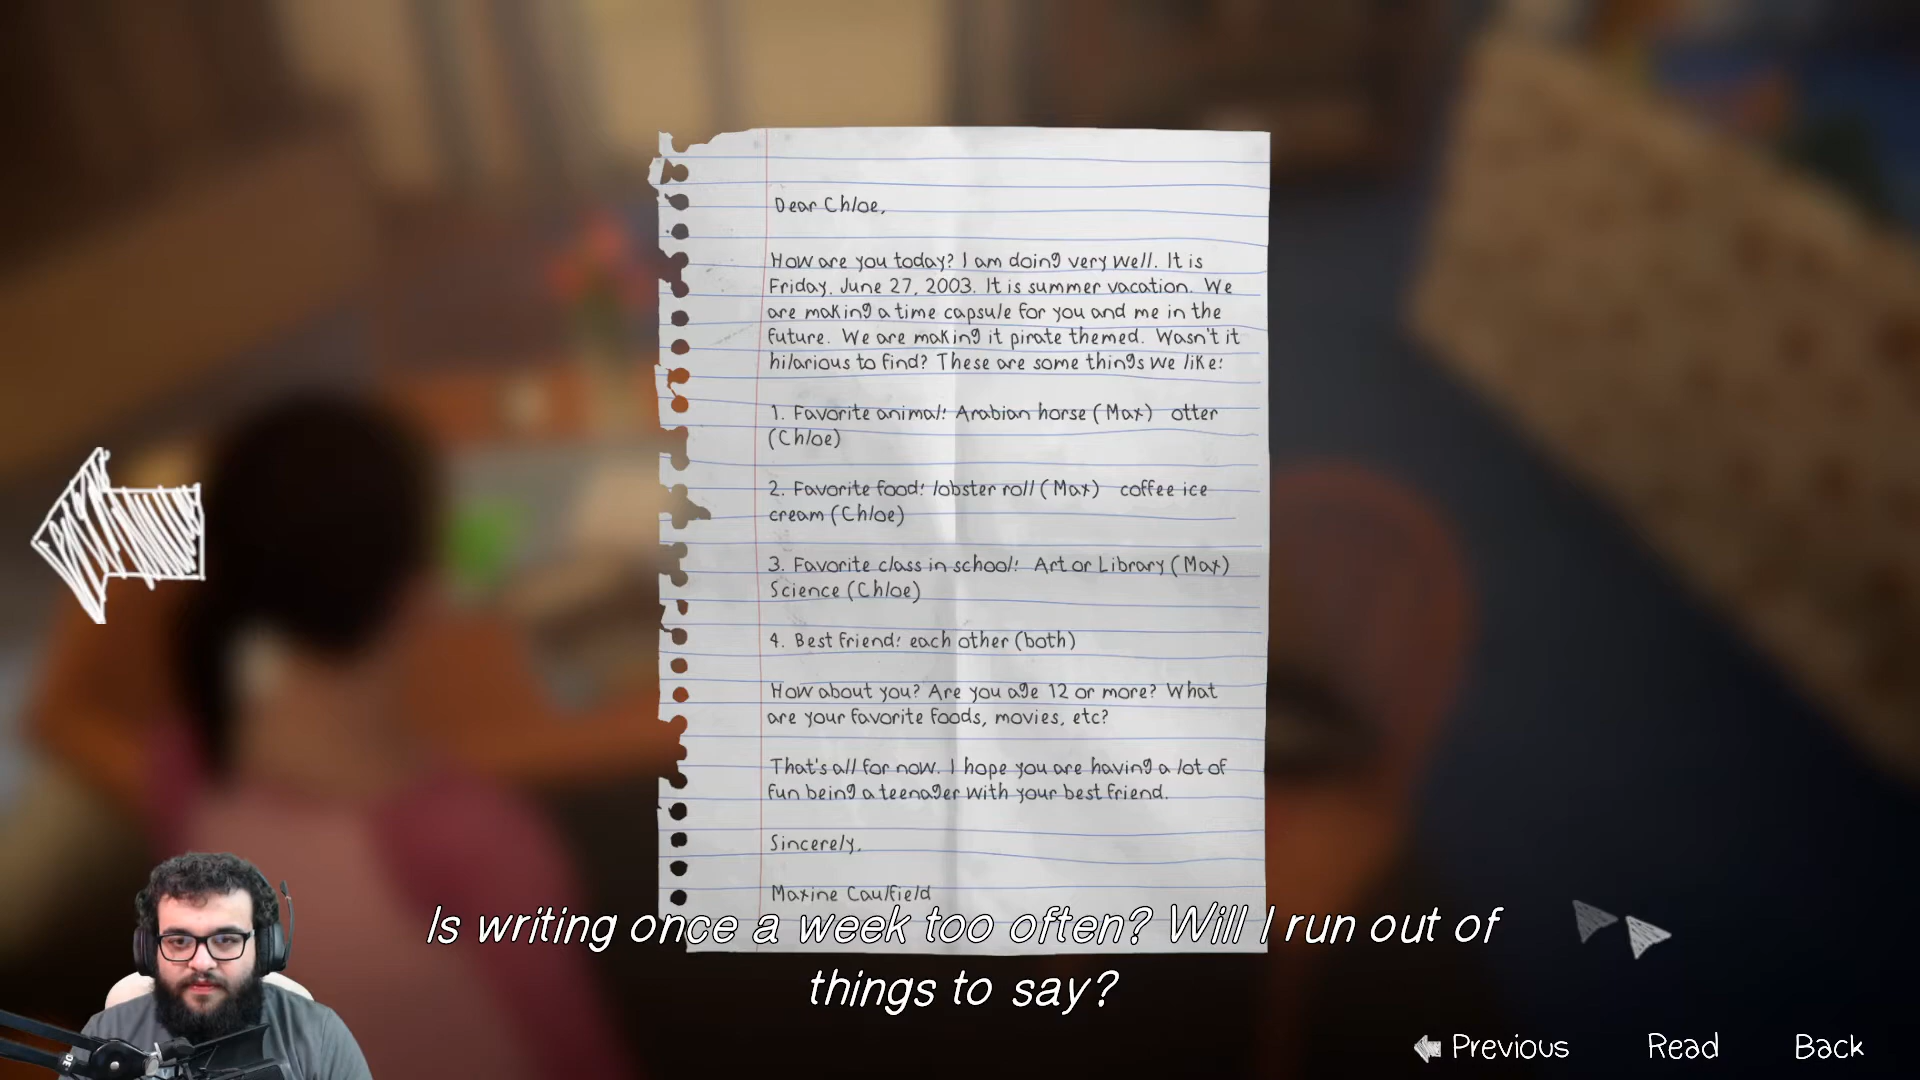 Dear Chloe,
How are you today? I am doing very well. It is
Friday, June 27, 2003. It is summer vacation. We
are making a time capsule for you and me in the
future. We are making it pirate themed. Wasn't it
hilarious to find? These are some things we like:
1. Favorite animal: Arabian horse (Max) otter
(Chloe)
2. Favorite food: lobster roll (Max) coffee ice
cream (Chloe)
3. Favorite class in school: Art or Library (Max)
Science (Chloe)
4. Best friend: each other (both)
How about you? Are you age 12 or more? What
are your favorite foods, movies, etc?
That's all for now. I hope you are having a lot of
fun being a teenager with your best friend.
Sincerely,
Maxine Caulfield
Is writing once a week too often? Will I run out of
things to say?
Previous Read Back